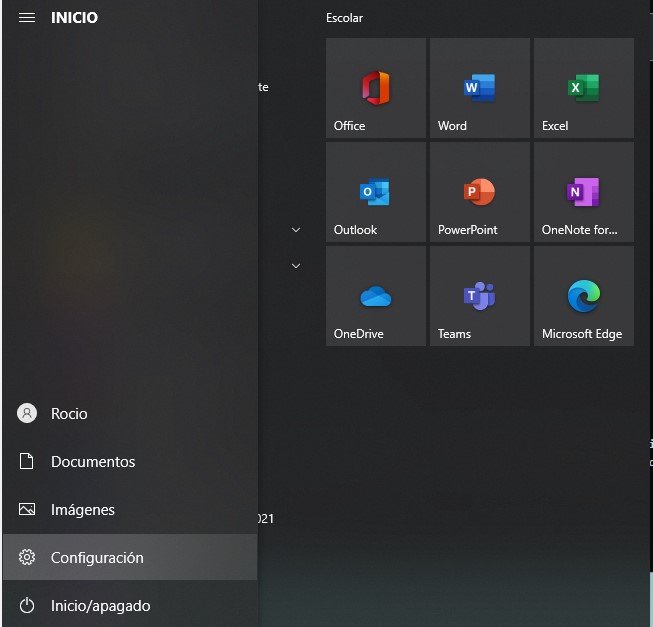 INICIO
Escolar
te
Office
Word
Excel
Outlook
PowerPoint
OneNote for...
OneDrive
Teams
Microsoft Edge
Rocio
Documentos
Imágenes
021
Configuración
Inicio/apagado